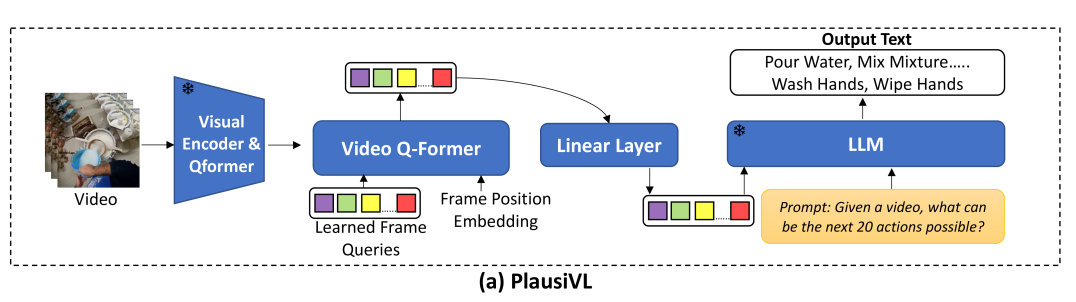 Output Text
Pour Water, Mix Mixture.....
Wash Hands, Wipe Hands
Visual
Encoder &
Qformer
Video Q-Former
Linear Layer
LLM
Video
Learned Frame
Queries
Frame Position
Embedding
Prompt: Given a video, what can
be the next 20 actions possible?
(a) PlausiVL